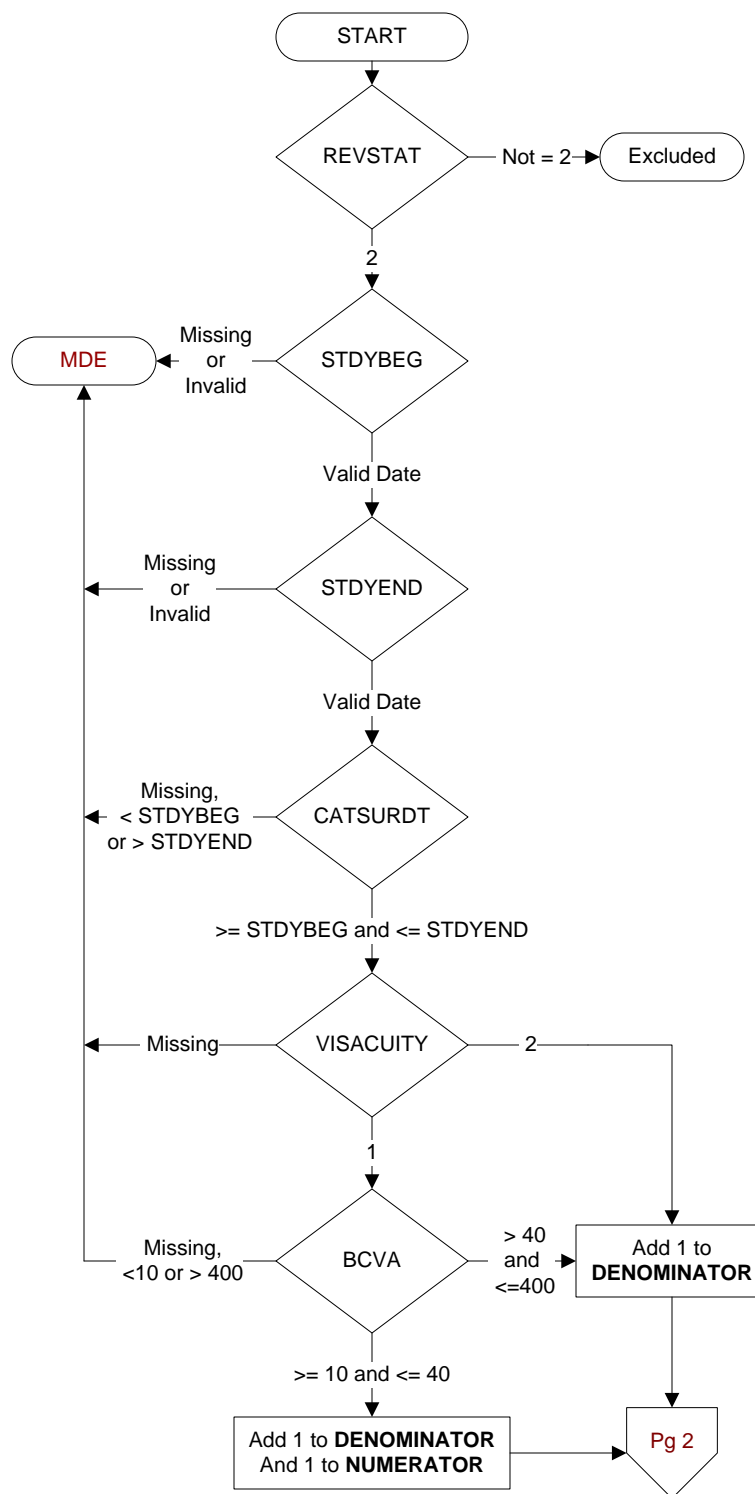 START
REVSTAT
Not = 2
Excluded
2
MDE
Missing
or
Invalid
STDYBEG
Valid Date
Missing
or
Invalid
STDYEND
Valid Date
Missing,
< STDYBEG
or > STDYEND
CATSURDT
>= STDYBEG and <= STDYEND
Missing
VISACUITY
2
1
Missing,
<10 or > 400
BCVA
> 40
and
<=400
Add 1 to
DENOMINATOR
>= 10 and <= 40
Add 1 to DENOMINATOR
And 1 to NUMERATOR
Pg 2